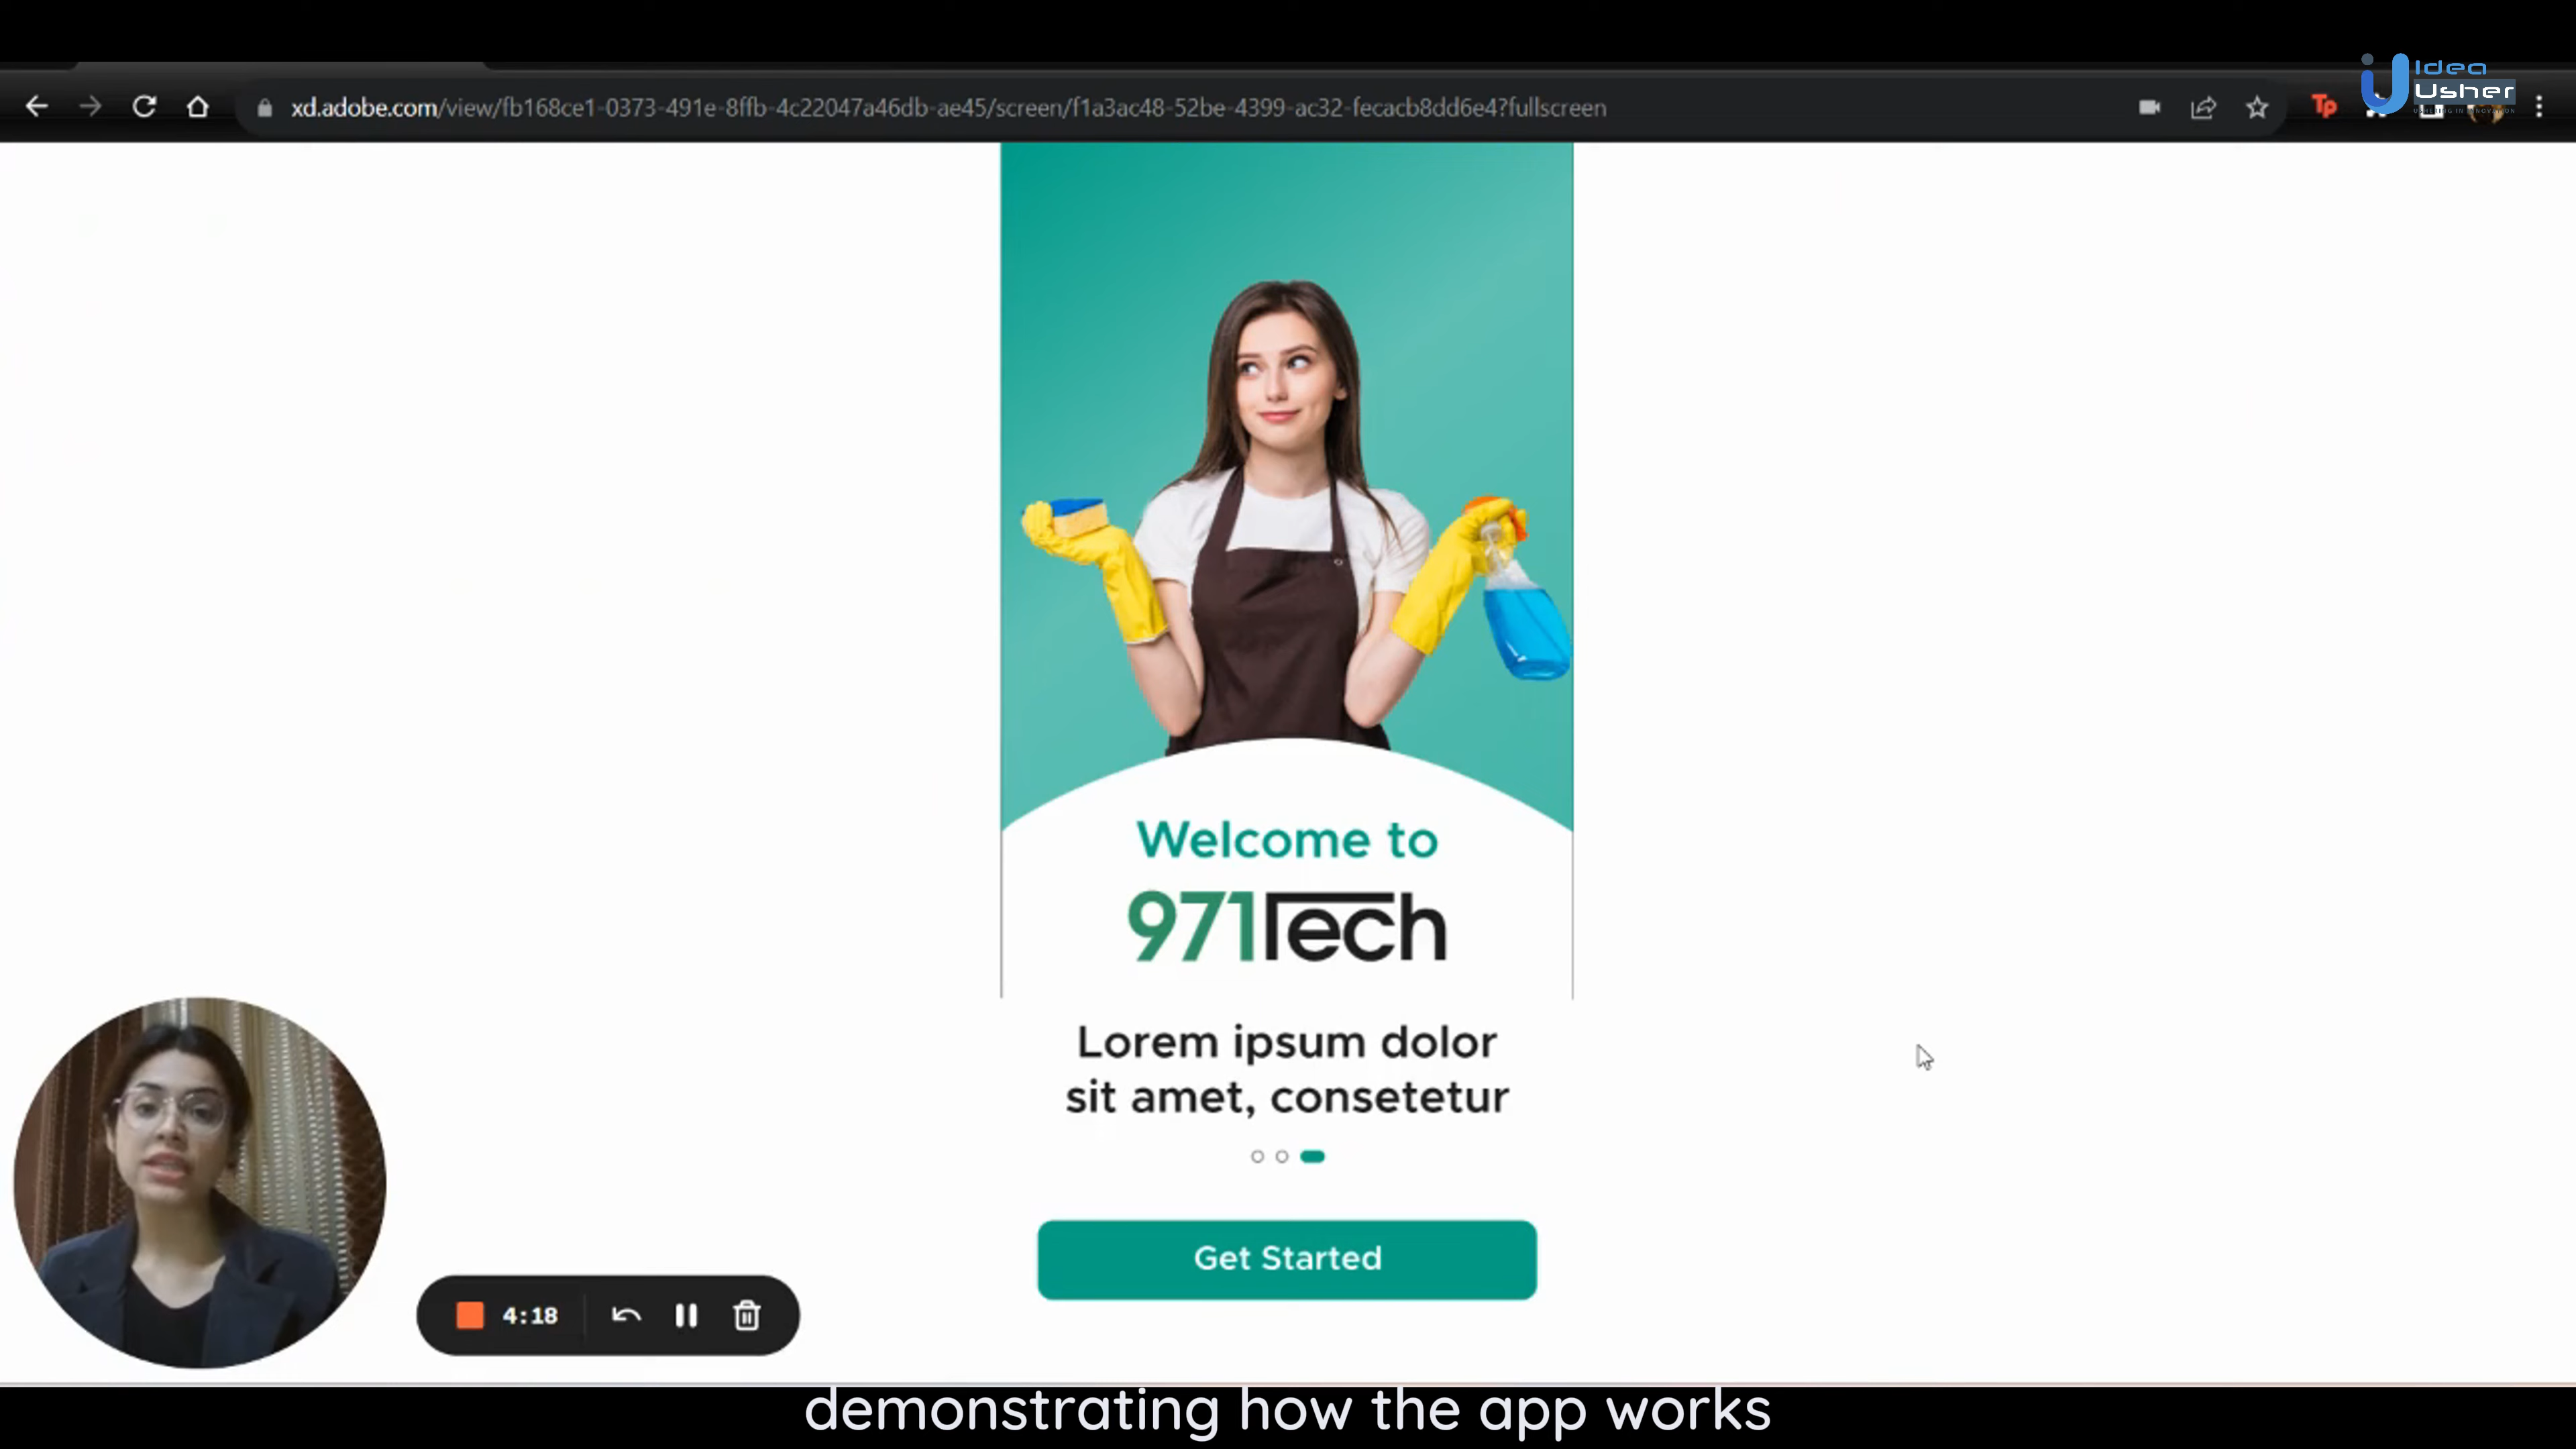 Idea
Usher
xd.adobe.com/view/fb168ce1-0373-491e-8ffb-4c22047a46db-ae45/screen/f1a3ac48-52be-4399-ac32-fecacb8dd6e4?fullscreen
Tp
Welcome to
971Tech
Lorem ipsum dolor
sit amet, consetetur
Get Started
4:18
demonstrating how the app works